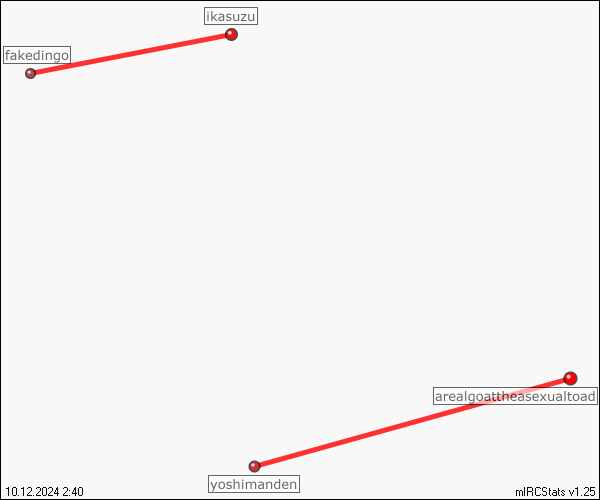 ikasuzu
fakedingo
arealgoattheasexualtoad
yoshimanden
10.12.2024 2:40
mIRCStats v1.25